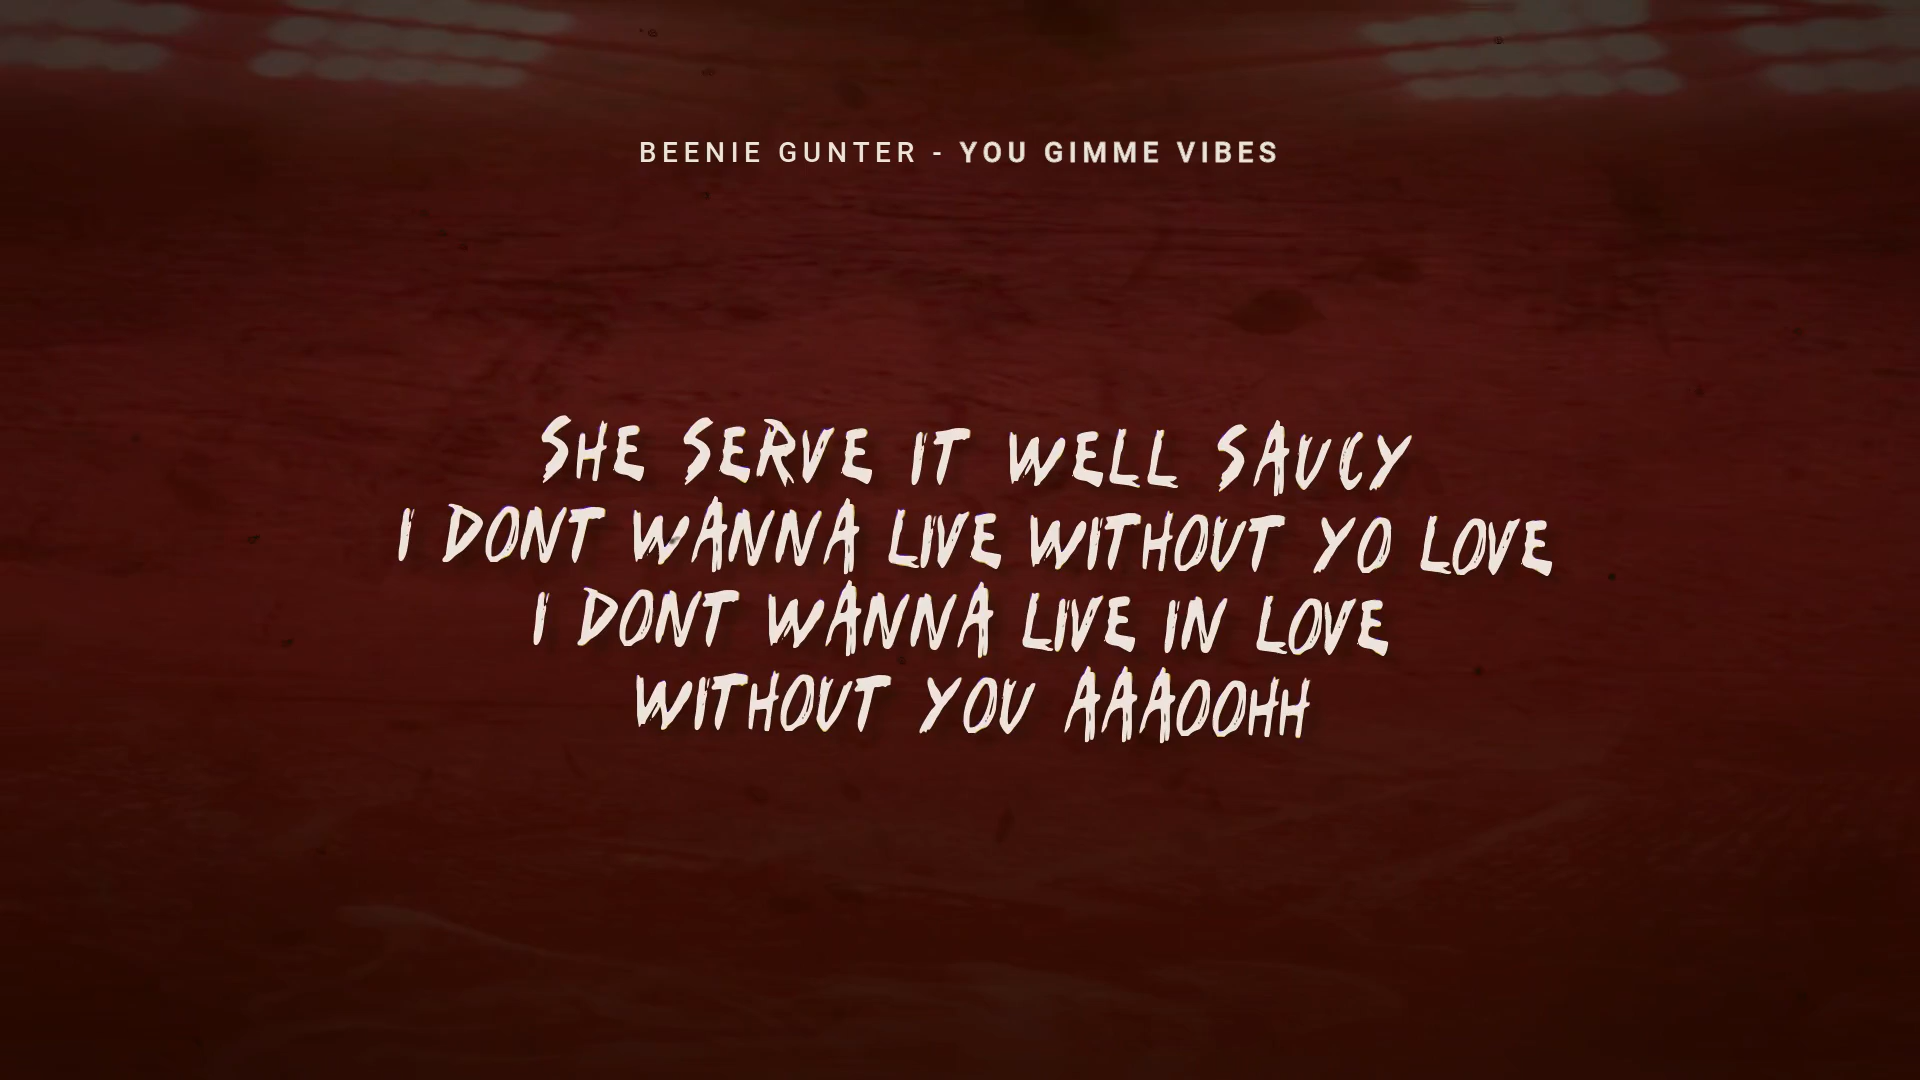 BEENIE GUNTER - YOU GIMME VIBES
SHE SERVE IT WELL SAUCY
I DONT WANNA LIVE WITHOUT YO LOVE
I DONT WANNA LIVE IN LOVE
WITHOUT YOU AAAOOHH